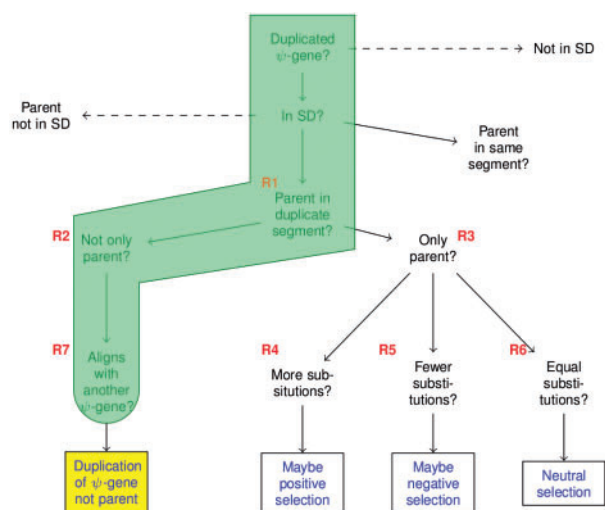 Duplicated
ψ-gene?
Not in SD
Parent
not in SD
In SD?
Parent
in same
segment?
R1
Parent in
duplicate
segment?
R2
Not only
parent?
Only
parent?
R3
R7
Aligns
with
another
ψ-gene?
R4
More sub-
situtions?
R5
Fewer
substi-
tutions?
R6
Equal
substi-
tutions?
Duplication
of ψ-gene
not parent
Maybe
positive
selection
Maybe
negative
selection
Neutral
selection